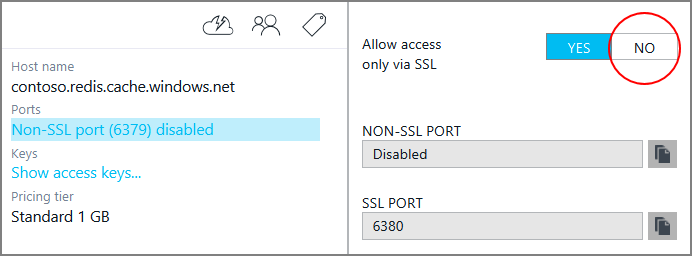 Host name
contoso.redis.cache.windows.net
Ports
Non-SSL port (6379) disabled
Keys
Show access keys...
Pricing tier
Standard 1 GB
Allow access
only via SSL
YES NO
NON-SSL PORT
Disabled
SSL PORT
6380